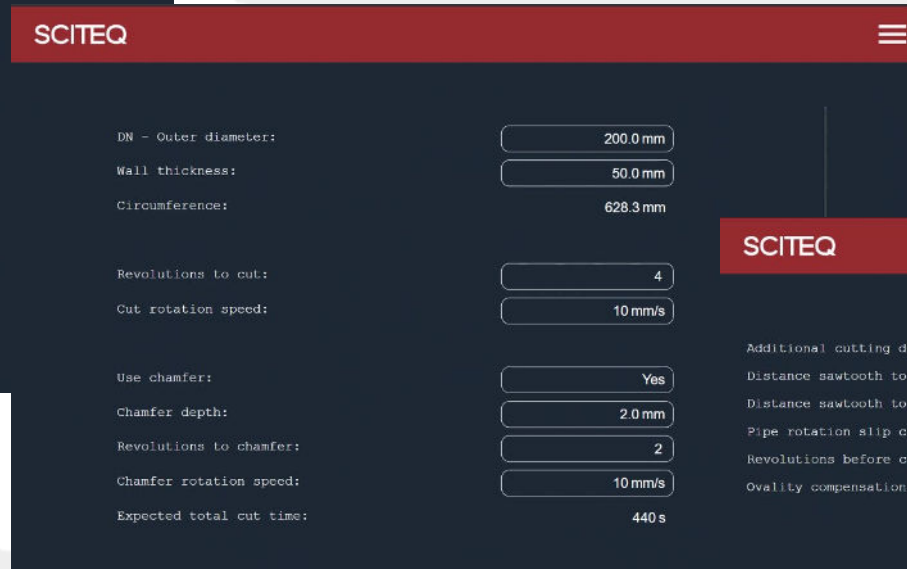 SCITEQ
DN - Outer diameter: 200.0 mm
Wall thickness: 50.0 mm
Circumference: 628.3 mm
Revolutions to cut: 4
Cut rotation speed: 10 mm/s
Use chamfer: Yes
Chamfer depth: 2.0 mm
Revolutions to chamfer: 2
Chamfer rotation speed: 10 mm/s
Expected total cut time: 440 s
SCITEQ
Additional cutting d
Distance sawtooth to
Distance sawtooth to
Pipe rotation slip c
Revolutions before c
Ovality compensation